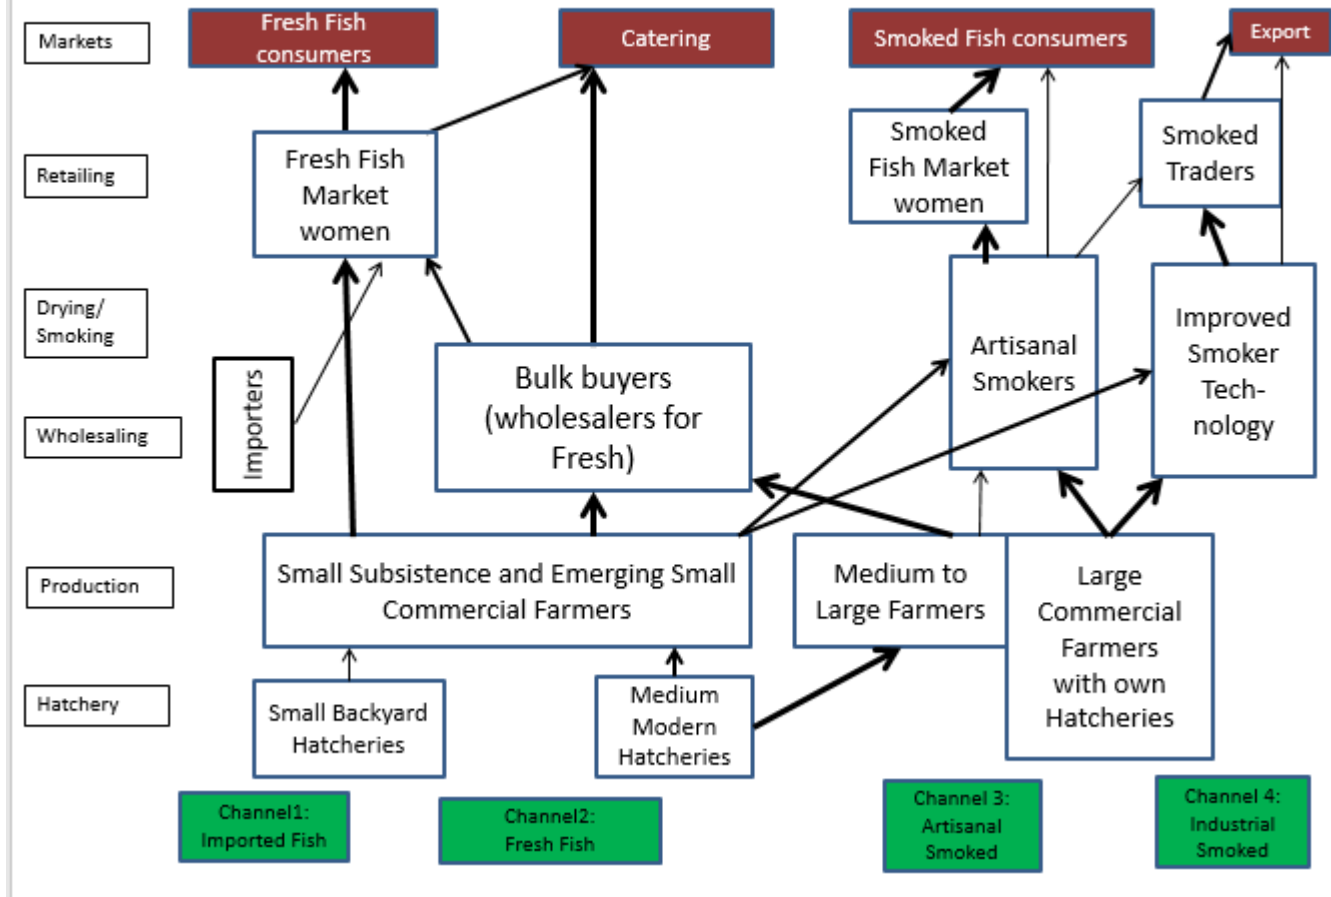 Markets
Fresh Fish
consumers
Catering
Smoked Fish consumers
Export
Retailing
Fresh Fish
Market
women
Smoked
Fish Market
women
Smoked
Traders
Drying/
Smoking
Importers
Bulk buyers
(wholesalers for
Fresh)
Artisanal
Smokers
Improved
Smoker
Tech-
nology
Wholesaling
Production
Small Subsistence and Emerging Small
Commercial Farmers
Medium to
Large Farmers
Large
Commercial
Farmers
with own
Hatcheries
Hatchery
Small Backyard
Hatcheries
Medium
Modern
Hatcheries
Channel1:
Imported Fish
Channel2:
Fresh Fish
Channel 3:
Artisanal
Smoked
Channel 4:
Industrial
Smoked